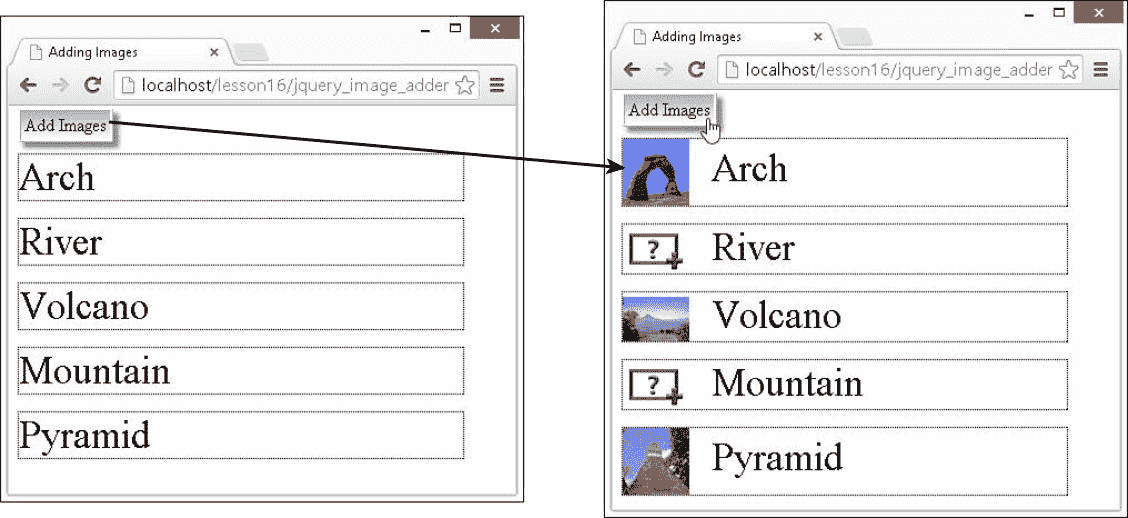 Adding Images
localhost/lesson16/jquery_image_adder
Add Images
Arch
River
Volcano
Mountain
Pyramid
Adding Images
localhost/lesson16/jquery_image_adder
Add Images
Arch
? River
Volcano
? Mountain
Pyramid